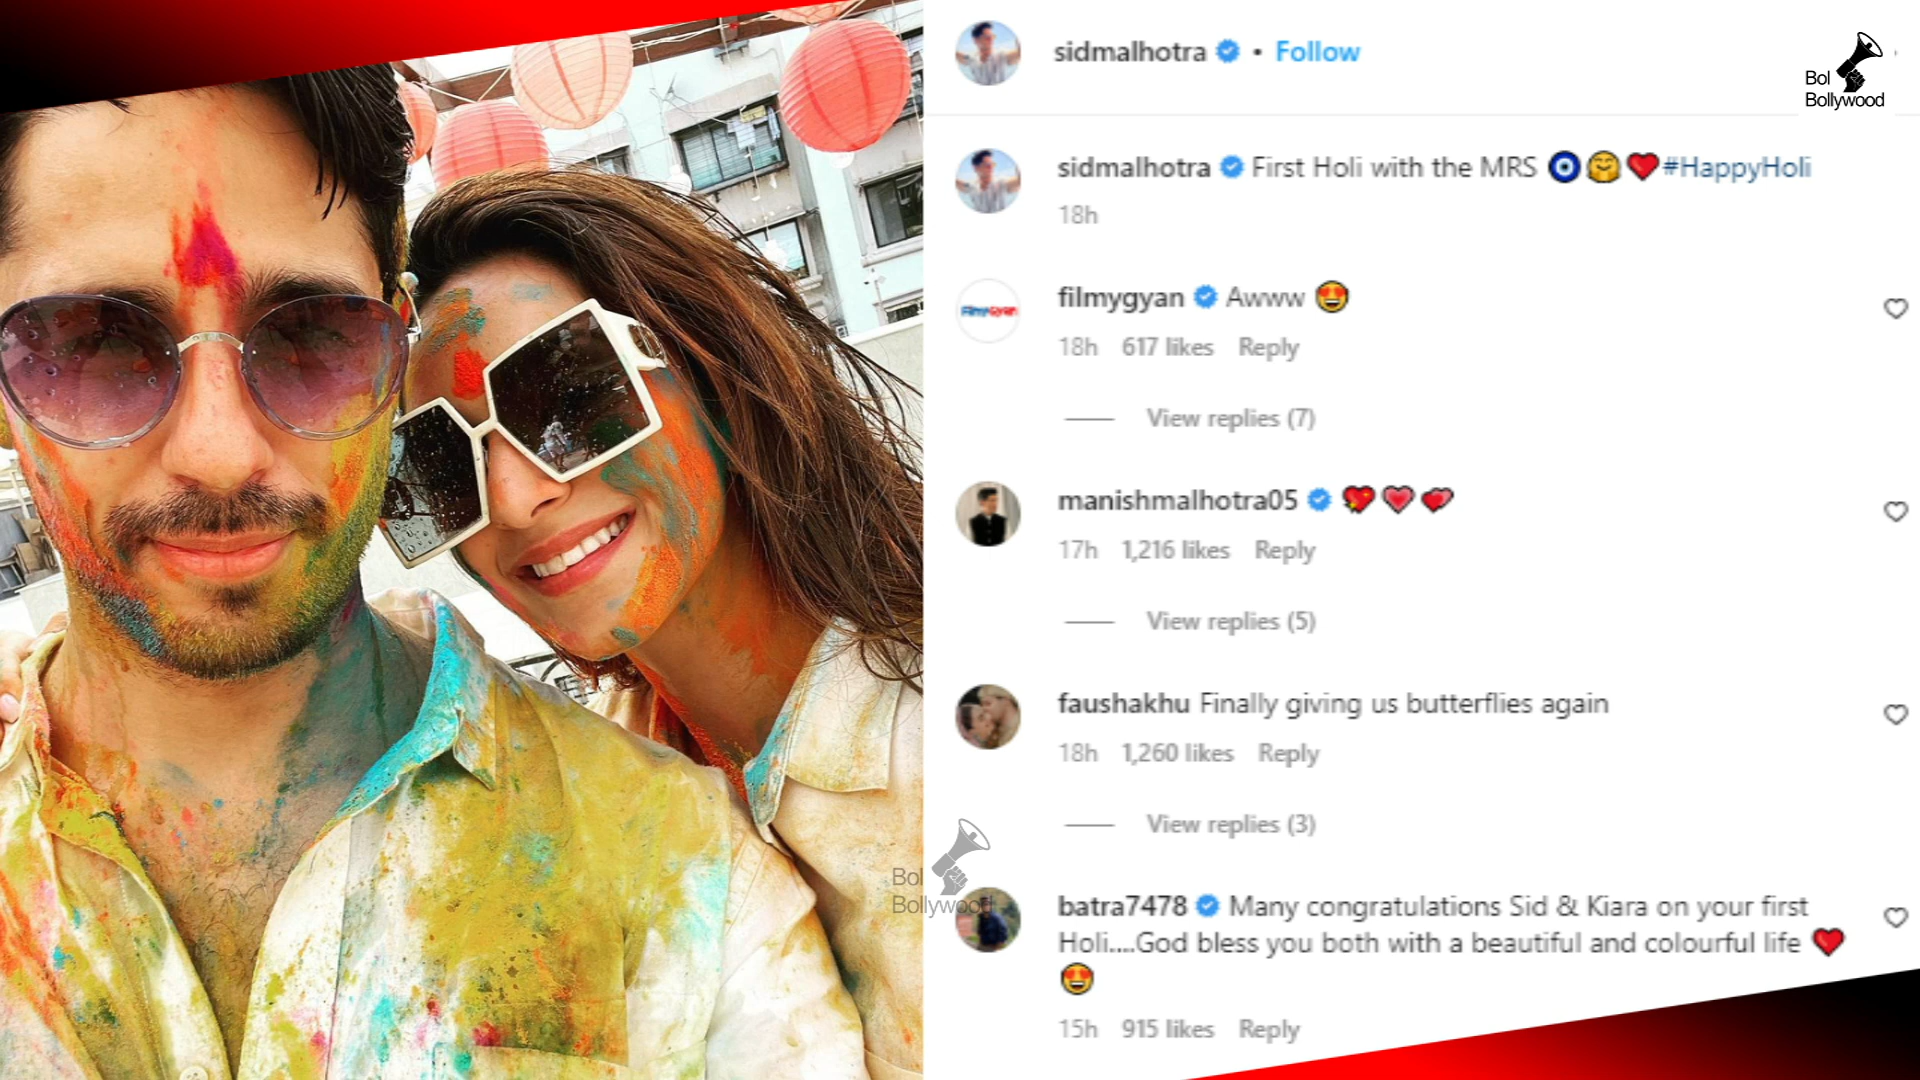 sidmalhotra • Follow
Bol
Bollywood
sidmalhotra First Holi with the MRS 🧿🤗❤️#HappyHoli
18h
filmygyan Awww 😍
FilmyGyan
18h 617 likes Reply
View replies (7)
manishmalhotra05 💖💗💕
17h 1,216 likes Reply
View replies (5)
faushakhu Finally giving us butterflies again
18h 1,260 likes Reply
View replies (3)
Bol
Bollywood
batra7478 Many congratulations Sid & Kiara on your first
Holi....God bless you both with a beautiful and colourful life ❤️
😍
15h 915 likes Reply